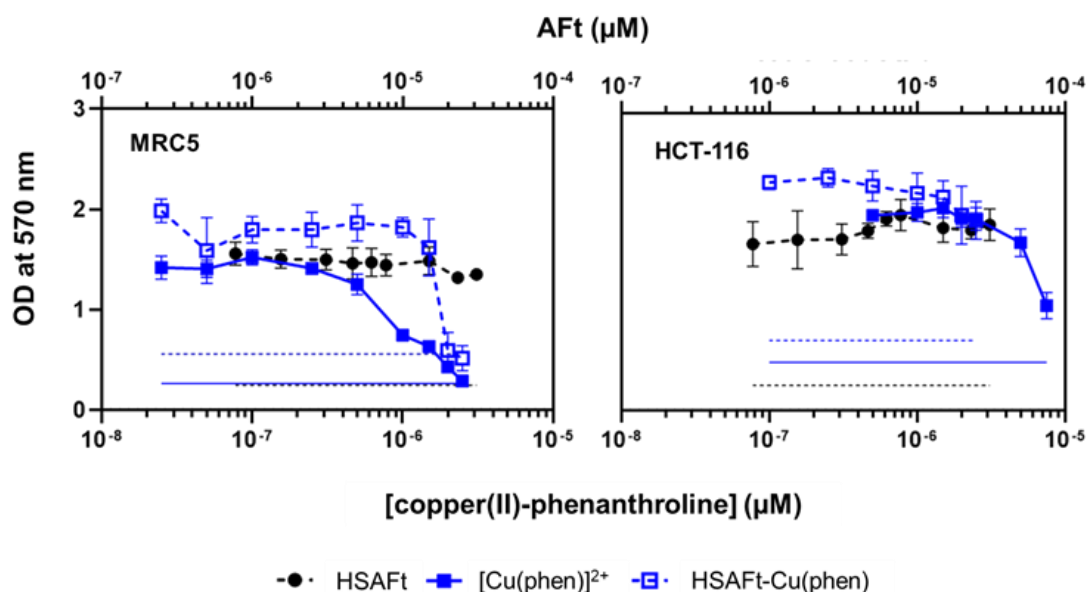 AFt (µM)
10-7 10-6 10-5 10-4 10-7 10-6 10-5 10-4
3
MRC5
HCT-116
2
OD at 570 nm
1
0
10-8 10-7 10-6 10-5 10-8 10-7 10-6 10-5
[copper(II)-phenanthroline] (µM)
HSAFt [Cu(phen)]2+ HSAFt-Cu(phen)